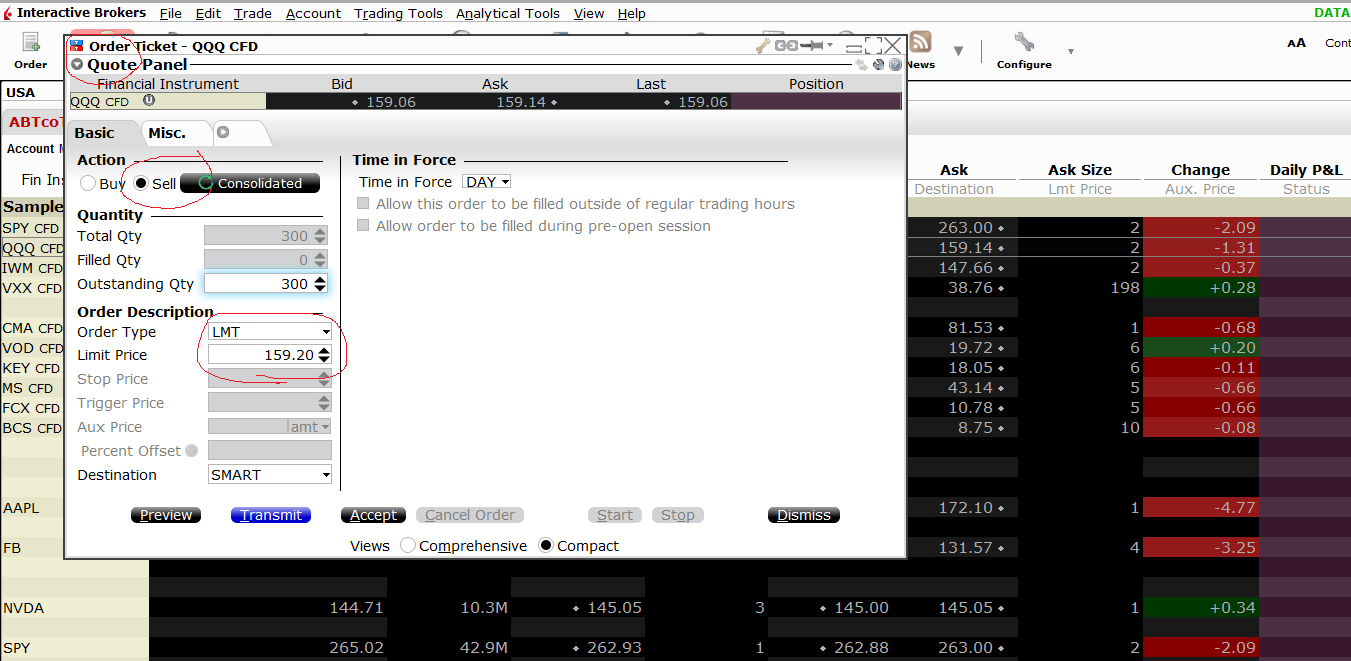 Interactive Brokers File Edit Trade Account Trading Tools Analytical Tools View Help DATA
Order Ticket - QQQ CFD
Order News Configure AA Cont
Quote Panel
Financial Instrument Bid Ask Last Position
QQQ CFD U 159.06 159.14 159.06
Basic Misc.
Action
Buy Sell Consolidated
Quantity
Total Qty 300
Filled Qty 0
Outstanding Qty 300
Order Description
Order Type LMT
Limit Price 159.20
Stop Price
Trigger Price
Aux Price amt
Percent Offset
Destination SMART
Time in Force
Time in Force DAY
Allow this order to be filled outside of regular trading hours
Allow order to be filled during pre-open session
Preview Transmit Accept Cancel Order Start Stop Dismiss
Views Comprehensive Compact
USA
ABTco
Account
Fin Ins
Ask Ask Size Change Daily P&L
Destination Lmt Price Aux. Price Status
Sample
SPY CFD 263.00 2 -2.09
QQQ CFD 159.14 2 -1.31
IWM CFD 147.66 2 -0.37
VXX CFD 38.76 198 +0.28
CMA CFD 81.53 1 -0.68
VOD CFD 19.72 6 +0.20
KEY CFD 18.05 6 -0.11
MS CFD 43.14 5 -0.66
FCX CFD 10.78 5 -0.66
BCS CFD 8.75 10 -0.08
AAPL 172.10 1 -4.77
FB 131.57 4 -3.25
NVDA 144.71 10.3M 145.05 3 145.00 145.05 1 +0.34
SPY 265.02 42.9M 262.93 1 262.88 263.00 2 -2.09